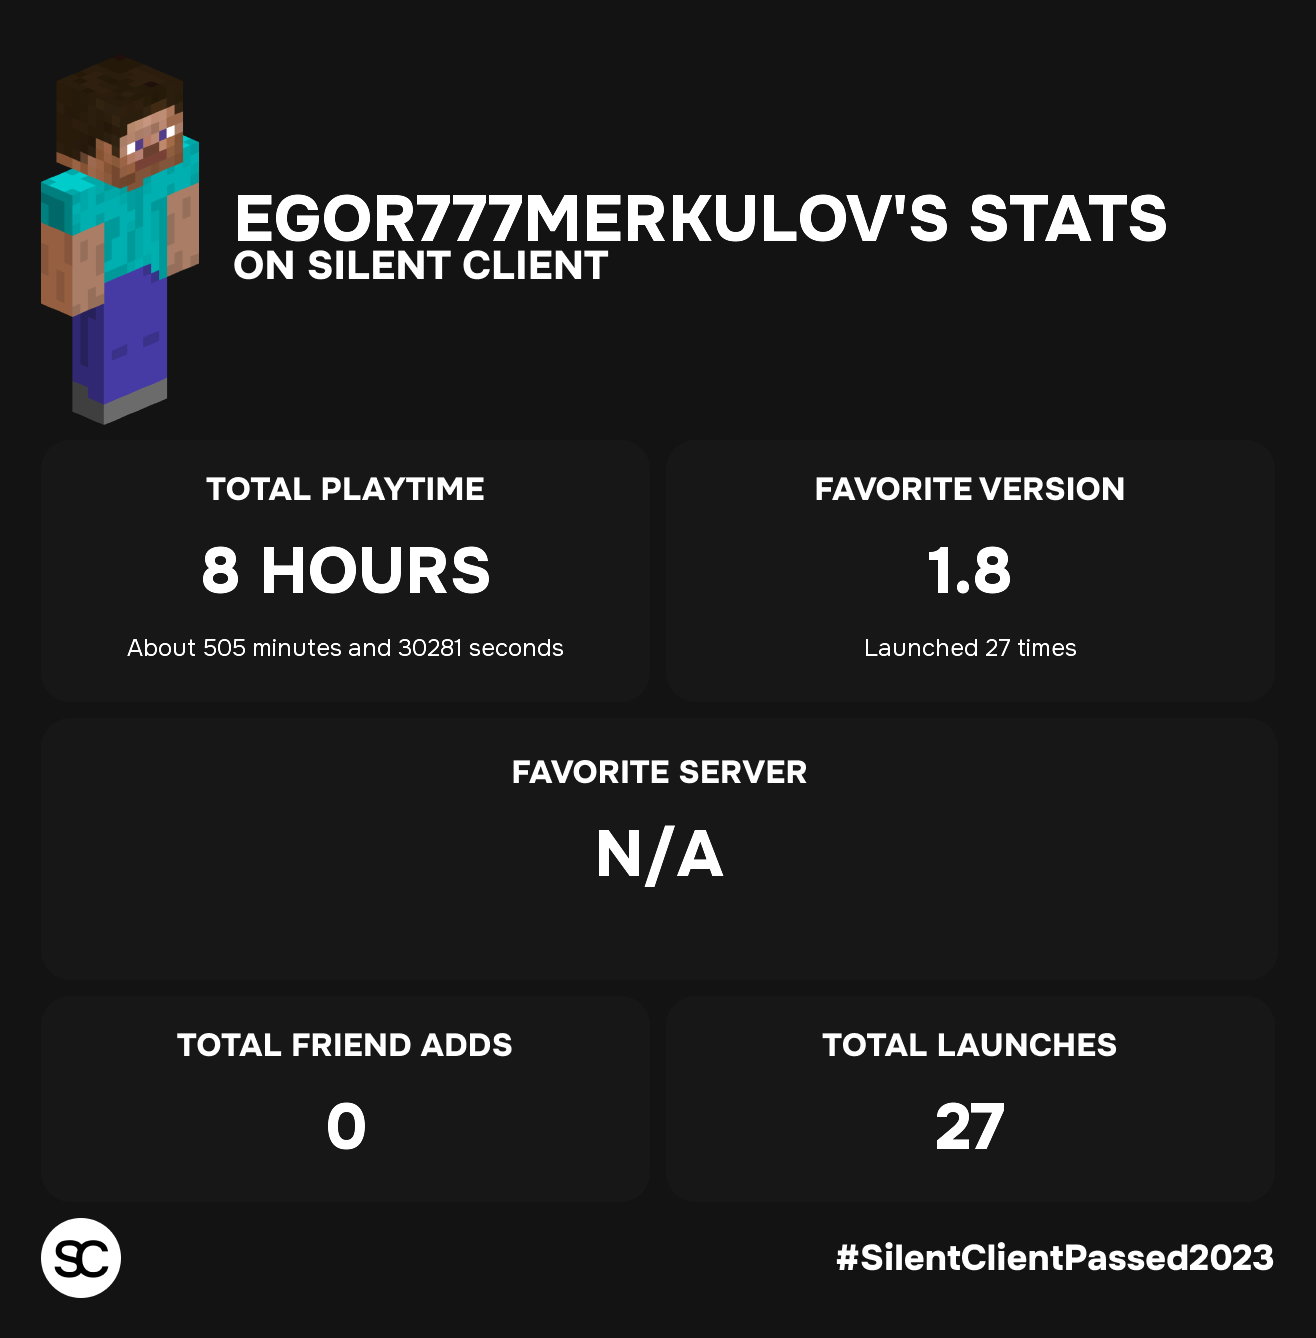 EGOR777MERKULOV'S STATS
ON SILENT CLIENT
TOTAL PLAYTIME
8 HOURS
About 505 minutes and 30281 seconds
FAVORITE VERSION
1.8
Launched 27 times
FAVORITE SERVER
N/A
TOTAL FRIEND ADDS
0
TOTAL LAUNCHES
27
SC
#SilentClientPassed2023